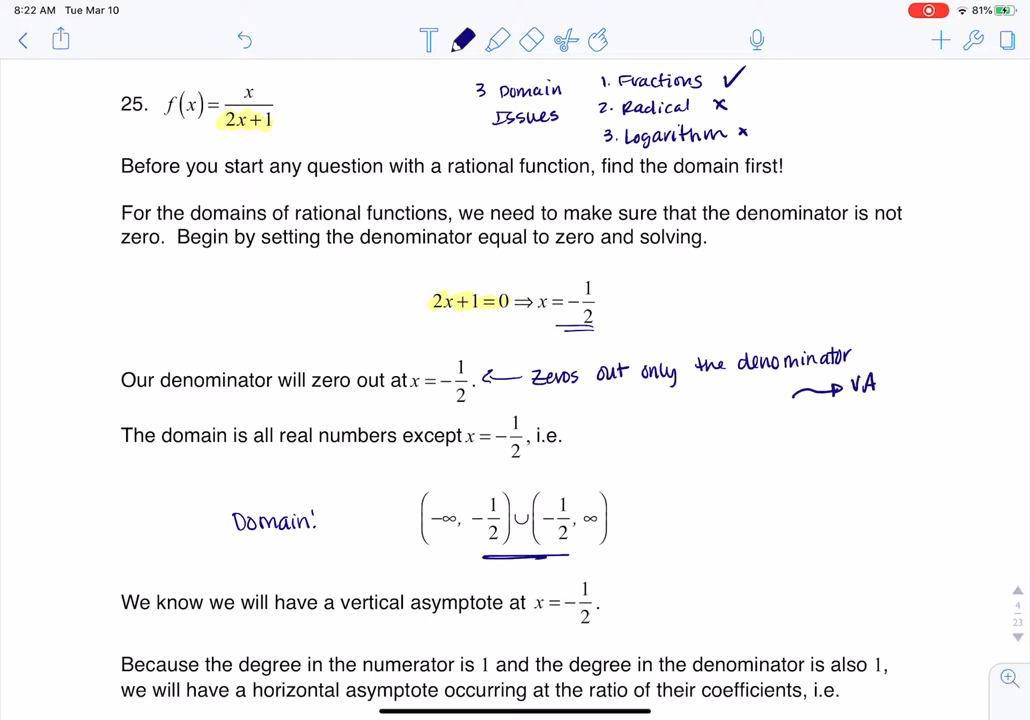 8:22 AM Tue Mar 10
81%
25. f(x) = x/(2x+1)
3 Domain Issues
1. Fractions ✓
2. Radical ×
3. Logarithm ×
Before you start any question with a rational function, find the domain first!
For the domains of rational functions, we need to make sure that the denominator is not
zero. Begin by setting the denominator equal to zero and solving.
2x+1=0 ⇒ x = −1/2
Our denominator will zero out at x = −1/2. ← Zeros out only the denominator
→ V.A
The domain is all real numbers except x = −1/2, i.e.
Domain: (−∞, −1/2) ∪ (−1/2, ∞)
We know we will have a vertical asymptote at x = −1/2.
Because the degree in the numerator is 1 and the degree in the denominator is also 1,
we will have a horizontal asymptote occurring at the ratio of their coefficients, i.e.
4
23